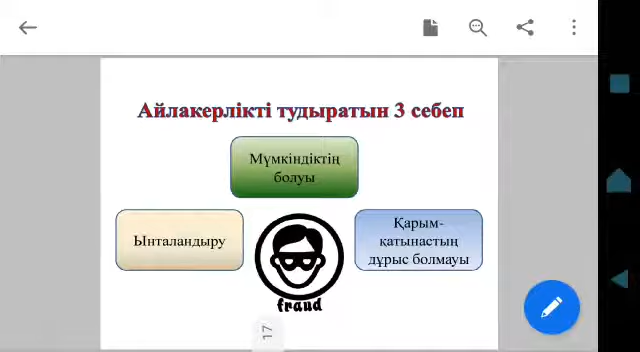 Айлакерлікті тудыратын 3 себеп
Мүмкіндіктің
болуы
Ынталандыру
Қарым-
қатынастың
дұрыс болмауы
fraud
17